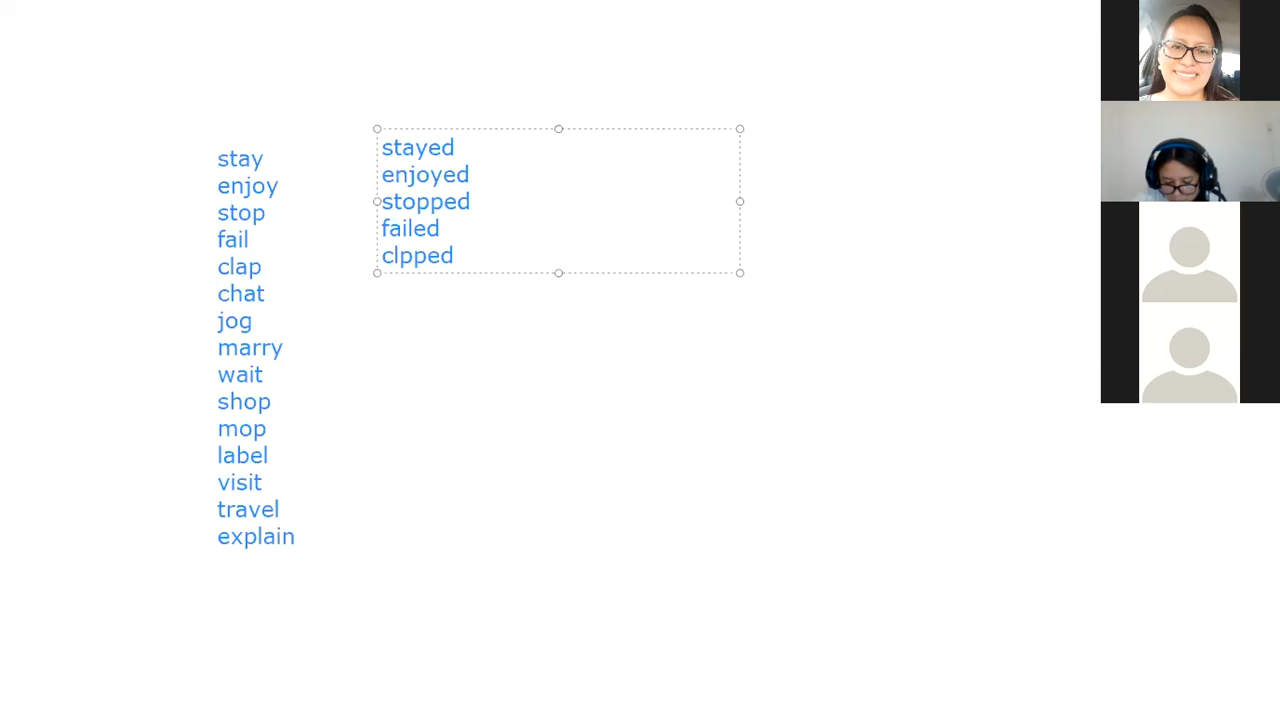 stay
enjoy
stop
fail
clap
chat
jog
marry
wait
shop
mop
label
visit
travel
explain
stayed
enjoyed
stopped
failed
clpped